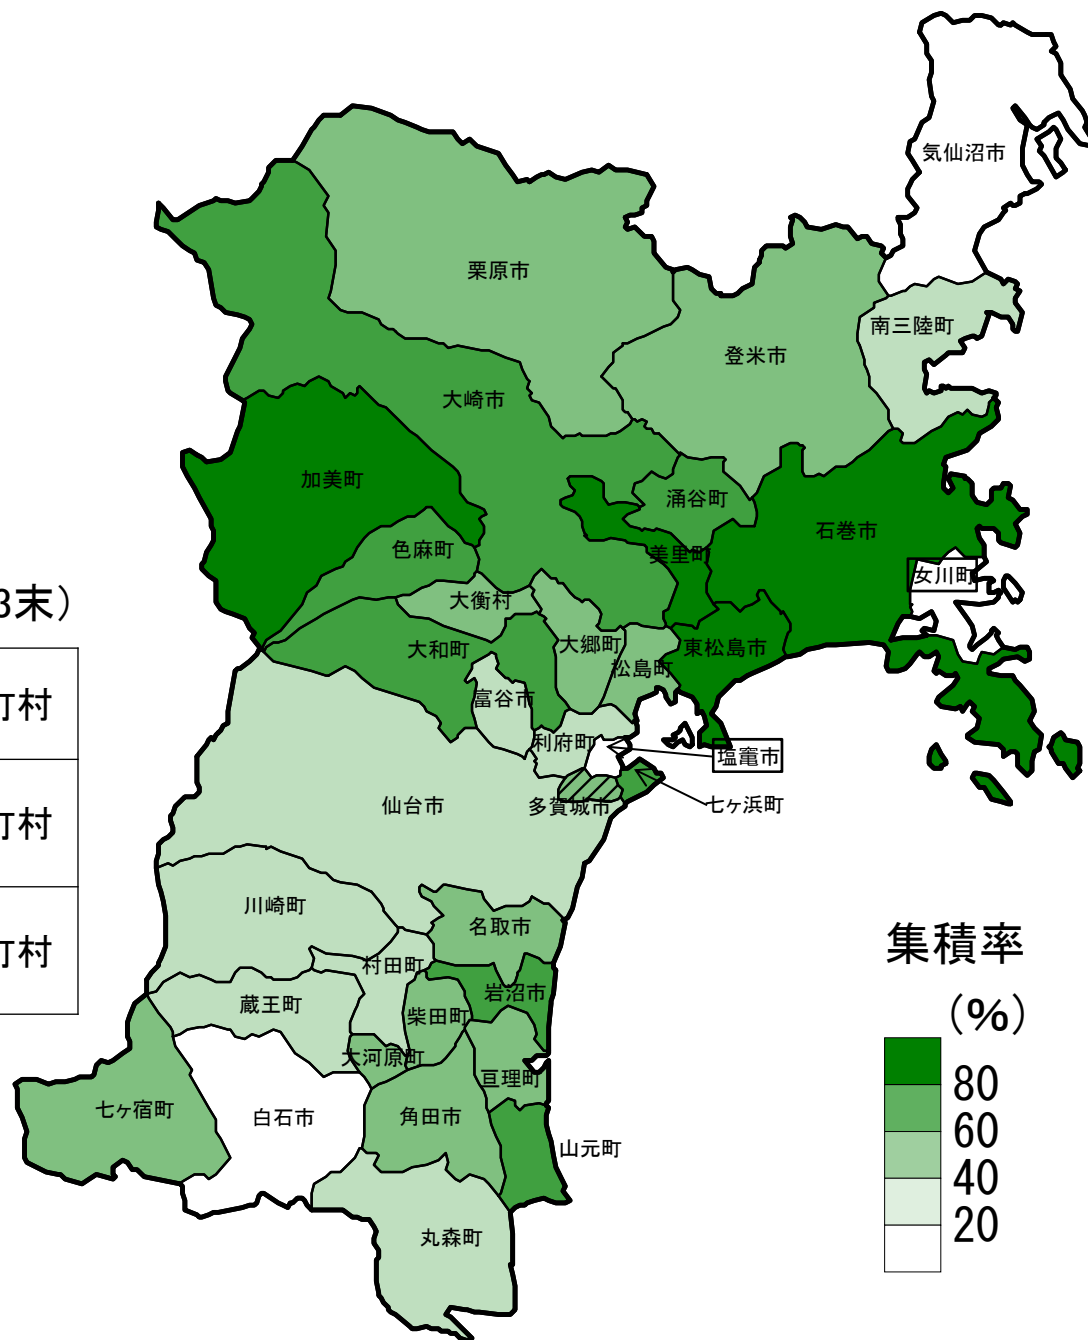 気仙沼市
栗原市
南三陸町
登米市
大崎市
加美町
涌谷町
石巻市
色麻町
美里町
女川町
3末）
大衡村
大和町
大郷町
松島町
東松島市
町村
富谷市
利府町
塩竈市
仙台市
多賀城市
七ヶ浜町
町村
川崎町
名取市
集積率
町村
村田町
蔵王町
岩沼市
柴田町
（%）
大河原町
亘理町
80
七ヶ宿町
白石市
角田市
60
山元町
40
20
丸森町